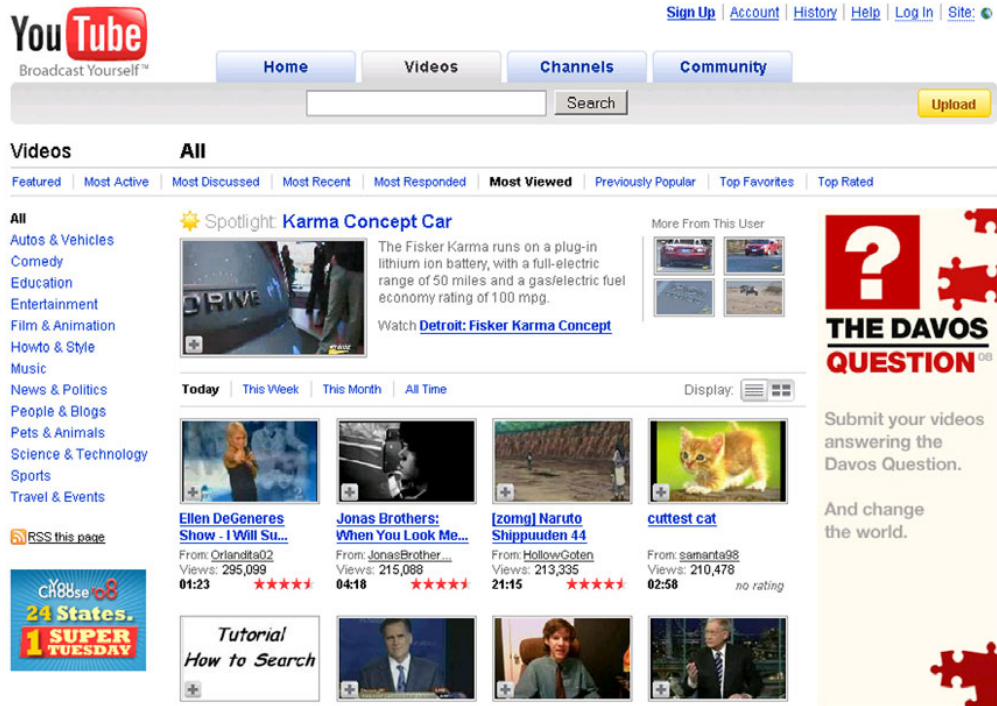 Sign Up Account History Help Log In Site:
You Tube
Broadcast Yourself™
Home Videos Channels Community
Search
Upload
Videos All
Featured Most Active Most Discussed Most Recent Most Responded Most Viewed Previously Popular Top Favorites Top Rated
All
Autos & Vehicles
Comedy
Education
Entertainment
Film & Animation
Howto & Style
Music
News & Politics
People & Blogs
Pets & Animals
Science & Technology
Sports
Travel & Events
RSS this page
You
Choose '08
24 States.
1 SUPER
TUESDAY
Spotlight: Karma Concept Car
DRIVE
The Fisker Karma runs on a plug-in
lithium ion battery, with a full-electric
range of 50 miles and a gas/electric fuel
economy rating of 100 mpg.
Watch Detroit: Fisker Karma Concept
More From This User
Today This Week This Month All Time
Display:
Ellen DeGeneres
Show - I Will Su...
From: Orlandita02
Views: 295,099
01:23
Jonas Brothers:
When You Look Me...
From: JonasBrother...
Views: 215,088
04:18
[zomg] Naruto
Shippuuden 44
From: HollowGoten
Views: 213,335
21:15
cuttest cat
From: samanta98
Views: 210,478
02:58 no rating
Tutorial
How to Search
?
THE DAVOS
QUESTION 08
Submit your videos
answering the
Davos Question.
And change
the world.